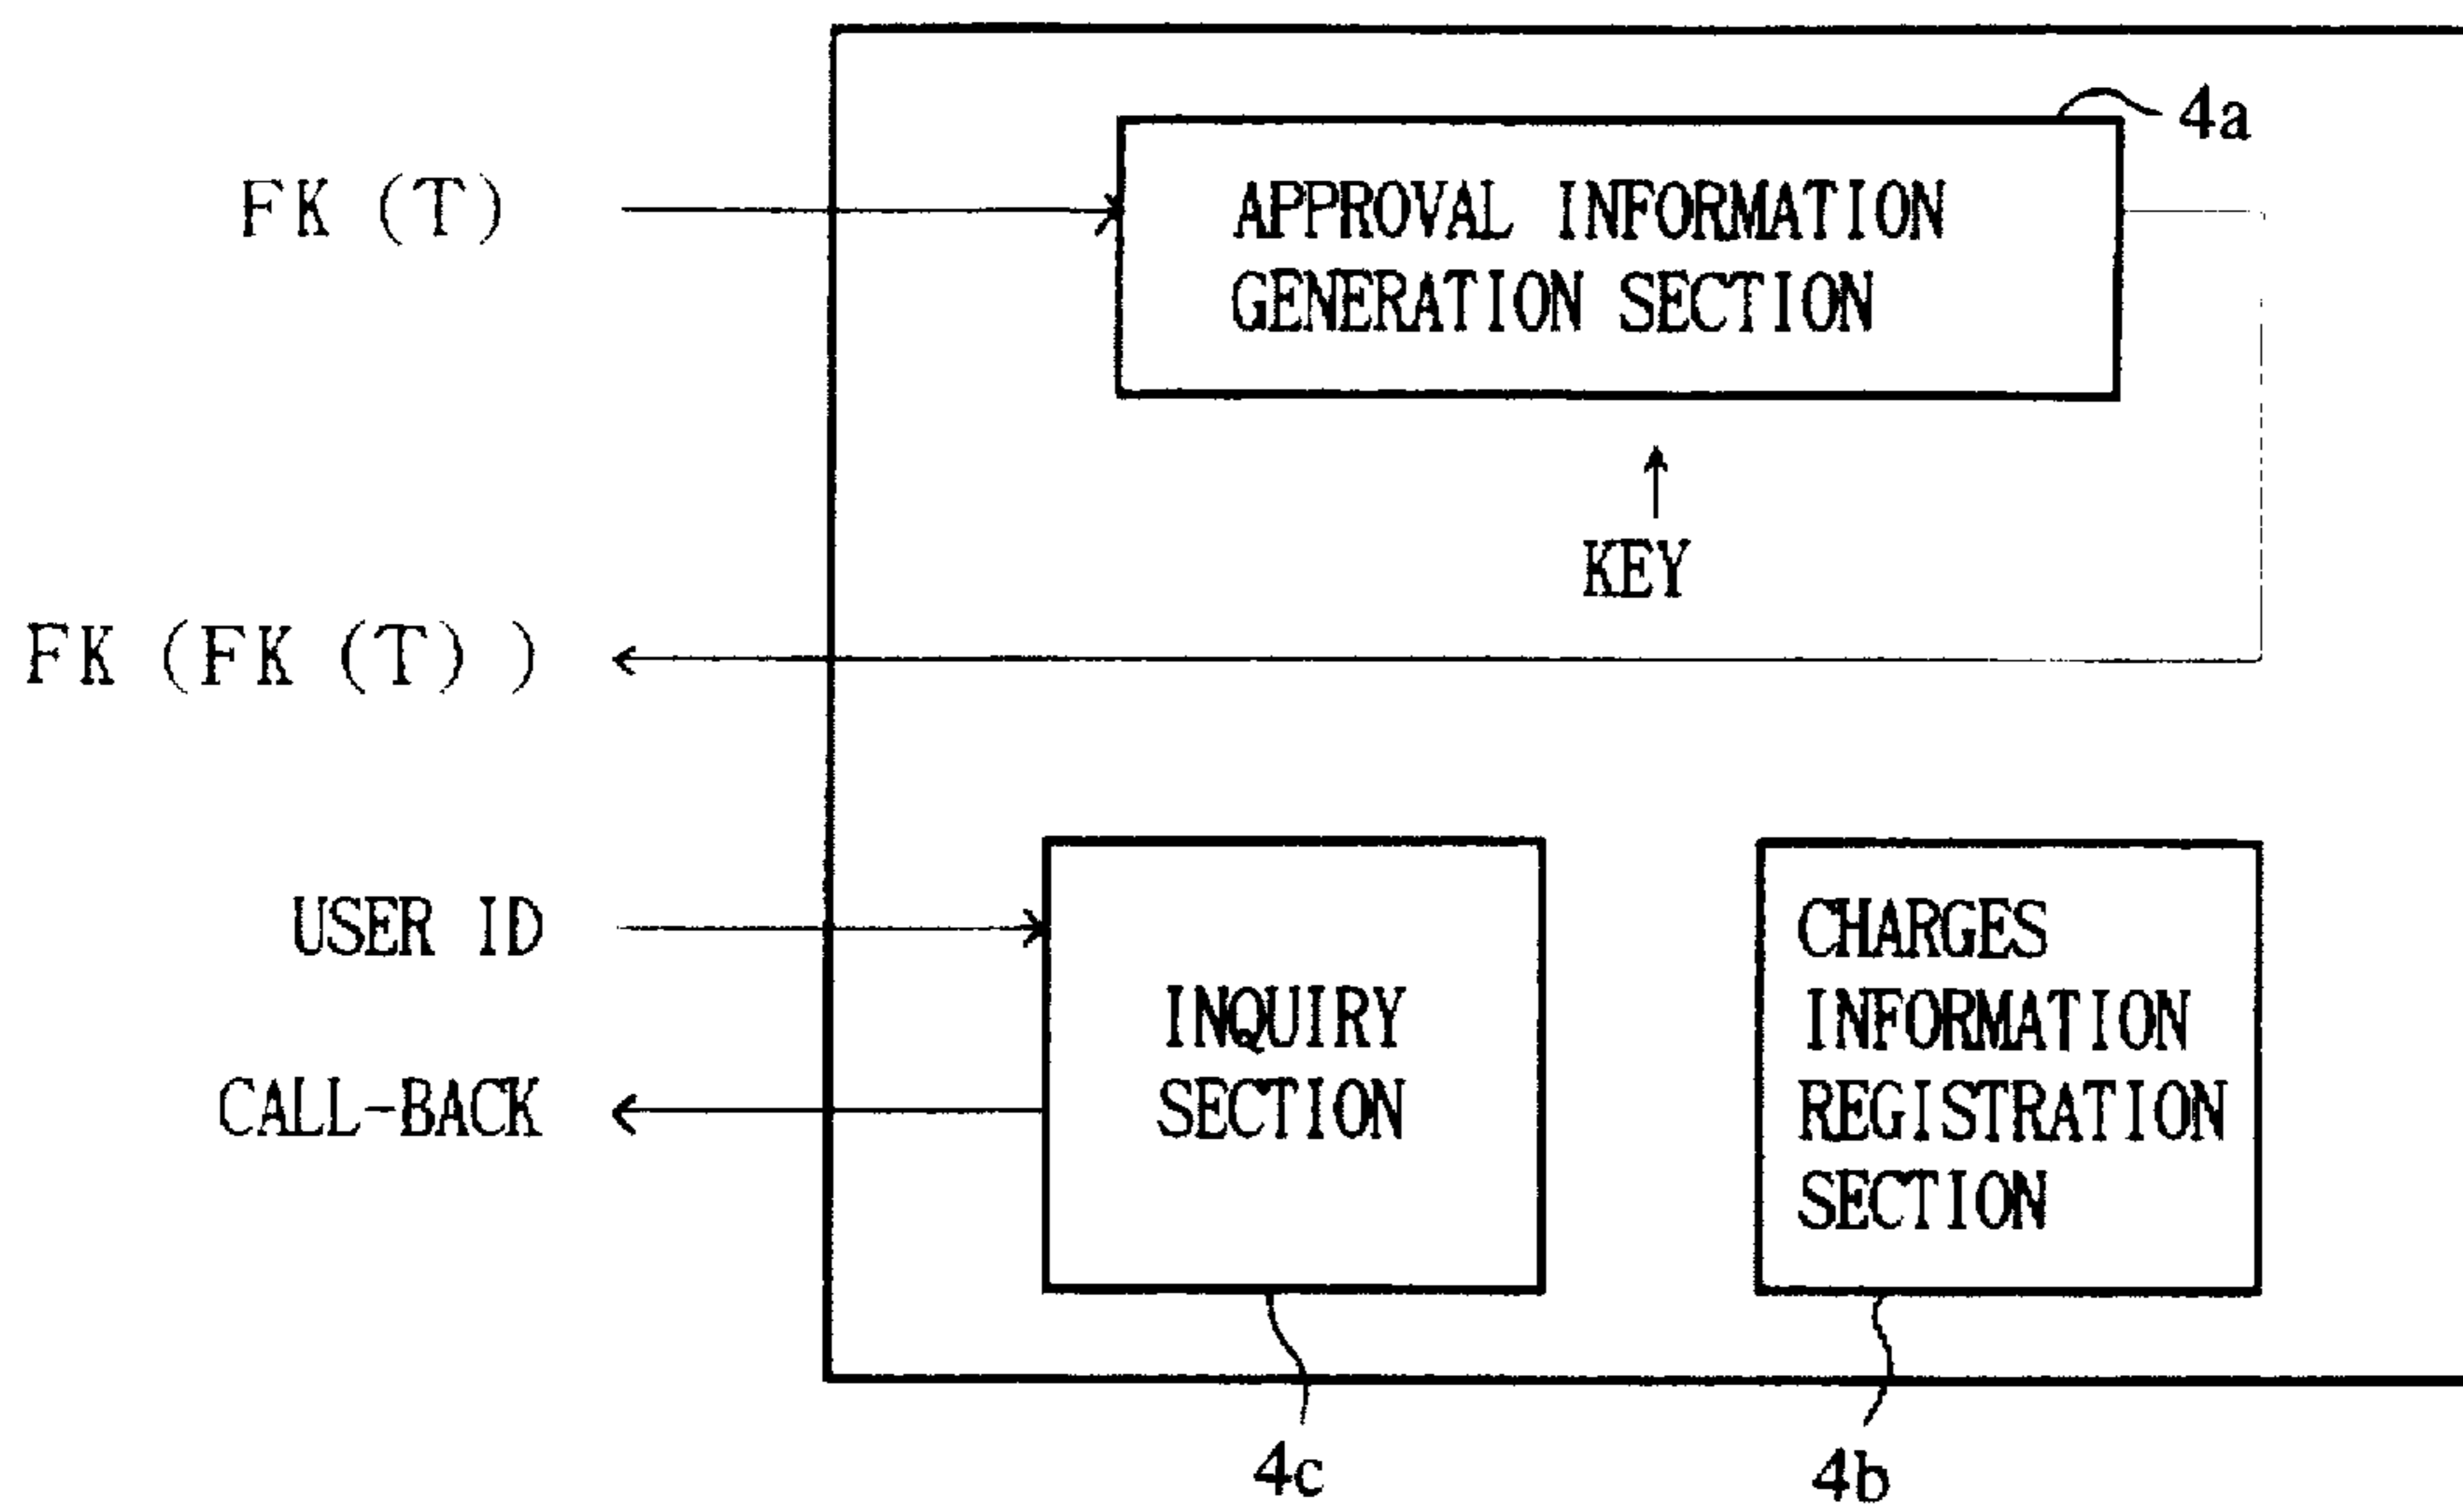 4a
FK (T)
APPROVAL INFORMATION
GENERATION SECTION
KEY
FK (FK (T) )
USER ID
CALL-BACK
INQUIRY
SECTION
CHARGES
INFORMATION
REGISTRATION
SECTION
4c
4b